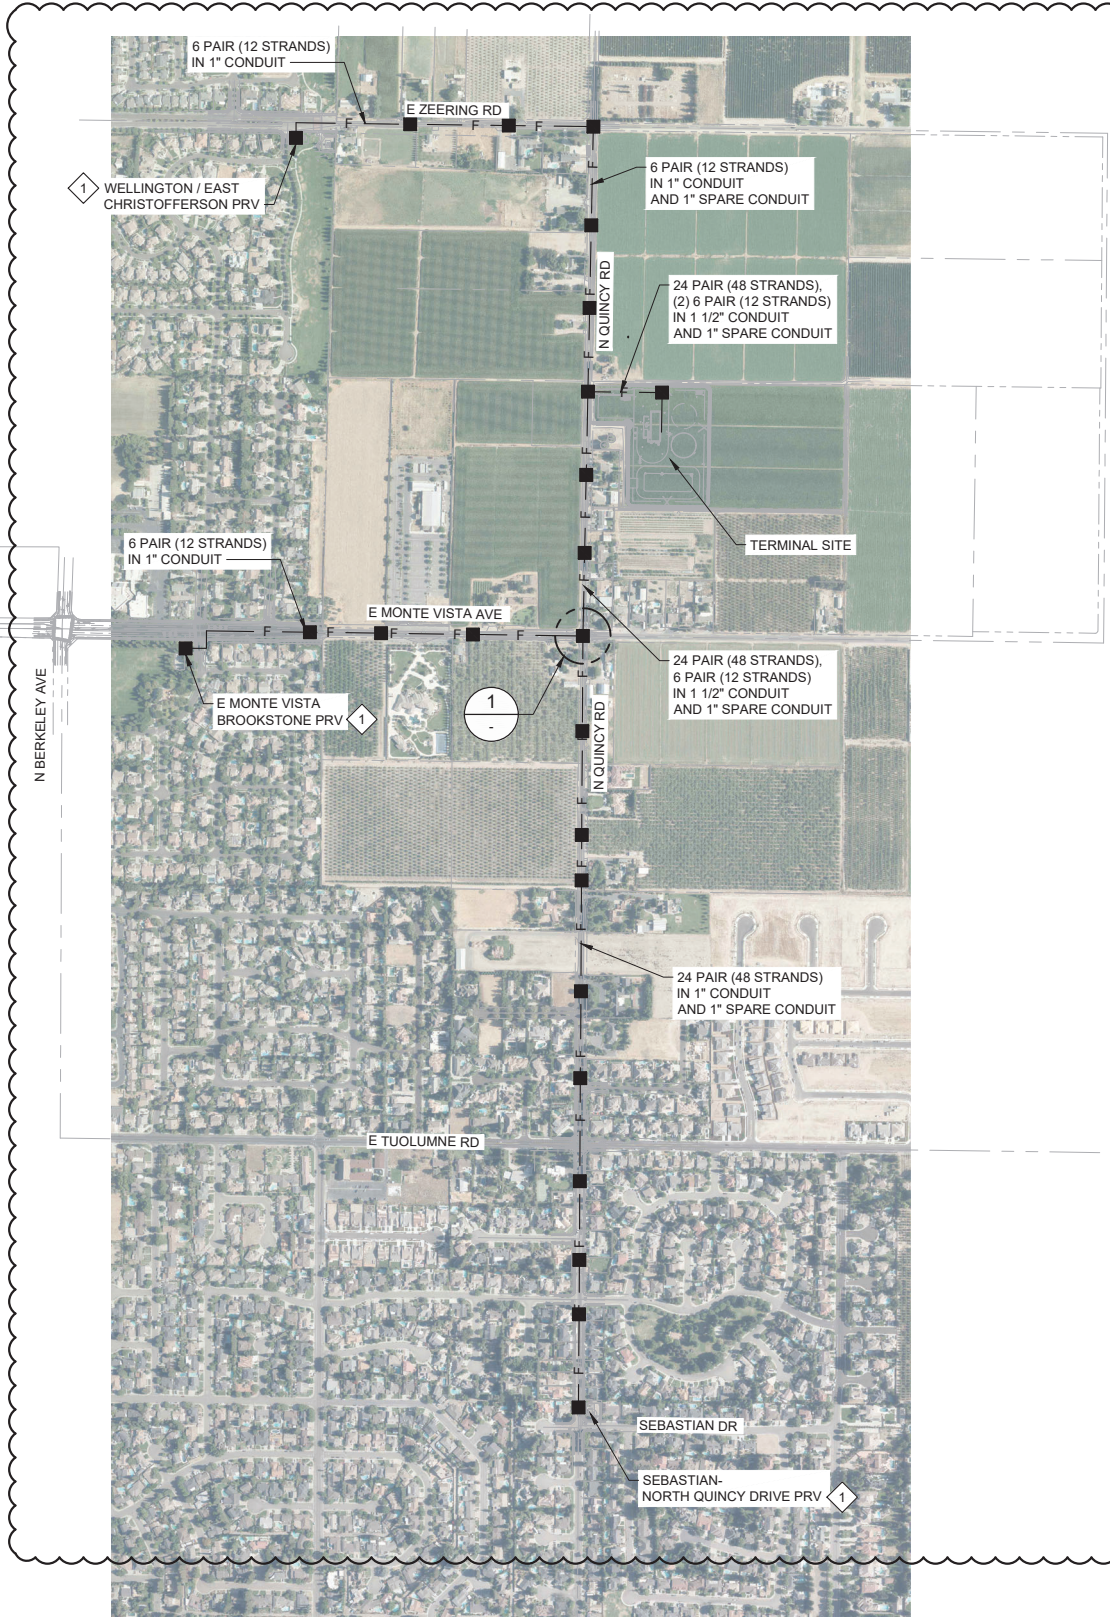 6 PAIR (12 STRANDS)
IN 1" CONDUIT
E ZEERING RD
F
F
F
1
WELLINGTON / EAST
CHRISTOFFERSON PRV
F
6 PAIR (12 STRANDS)
IN 1" CONDUIT
AND 1" SPARE CONDUIT
N QUINCY RD
F
F
24 PAIR (48 STRANDS),
(2) 6 PAIR (12 STRANDS)
IN 1 1/2" CONDUIT
AND 1" SPARE CONDUIT
F
F
F
TERMINAL SITE
6 PAIR (12 STRANDS)
IN 1" CONDUIT
F
E MONTE VISTA AVE
F
F
F
F
F
24 PAIR (48 STRANDS),
6 PAIR (12 STRANDS)
IN 1 1/2" CONDUIT
AND 1" SPARE CONDUIT
E MONTE VISTA
BROOKSTONE PRV
1
1
-
F
N QUINCY RD
N BERKELEY AVE
F
F
F
24 PAIR (48 STRANDS)
IN 1" CONDUIT
AND 1" SPARE CONDUIT
F
F
E TUOLUMNE RD
F
F
F
F
SEBASTIAN DR
SEBASTIAN-
NORTH QUINCY DRIVE PRV
1